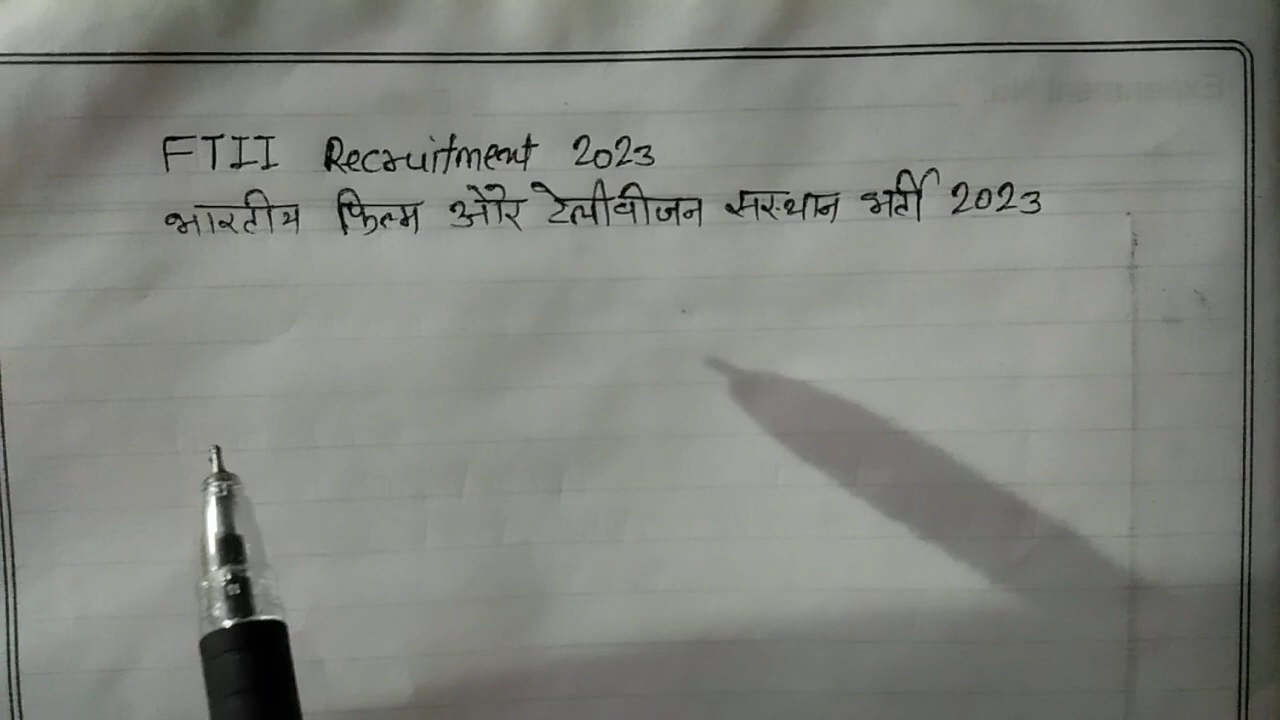 FTII Recruitment 2023
भारतीय फिल्म और टेलीवीजन संस्थान भर्ती 2023